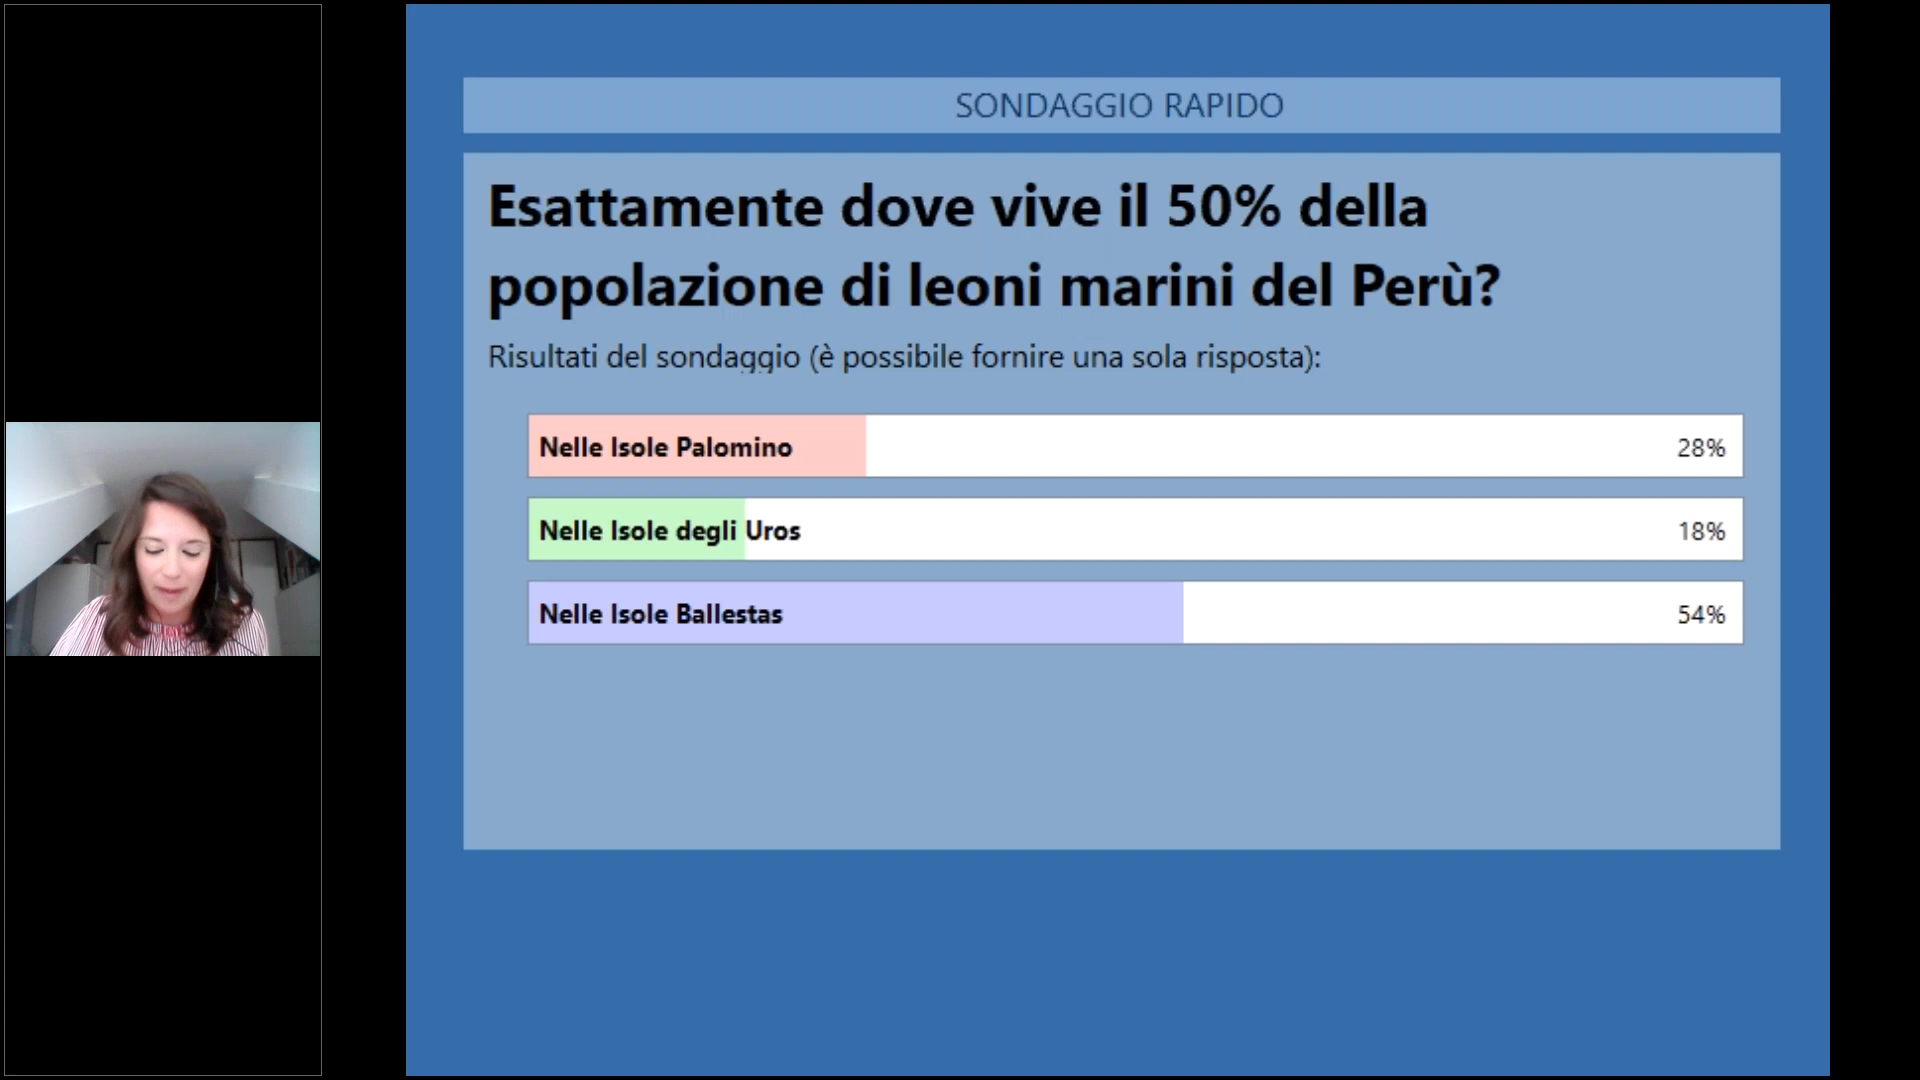 SONDAGGIO RAPIDO
Esattamente dove vive il 50% della
popolazione di leoni marini del Perù?
Risultati del sondaggio (è possibile fornire una sola risposta):
Nelle Isole Palomino 28%
Nelle Isole degli Uros 18%
Nelle Isole Ballestas 54%